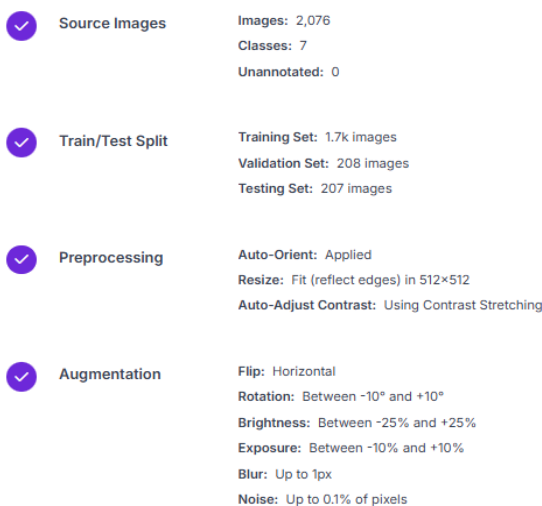 Source Images
Images: 2,076
Classes: 7
Unannotated: 0
Train/Test Split
Training Set: 1.7k images
Validation Set: 208 images
Testing Set: 207 images
Preprocessing
Auto-Orient: Applied
Resize: Fit (reflect edges) in 512×512
Auto-Adjust Contrast: Using Contrast Stretching
Augmentation
Flip: Horizontal
Rotation: Between -10° and +10°
Brightness: Between -25% and +25%
Exposure: Between -10% and +10%
Blur: Up to 1px
Noise: Up to 0.1% of pixels